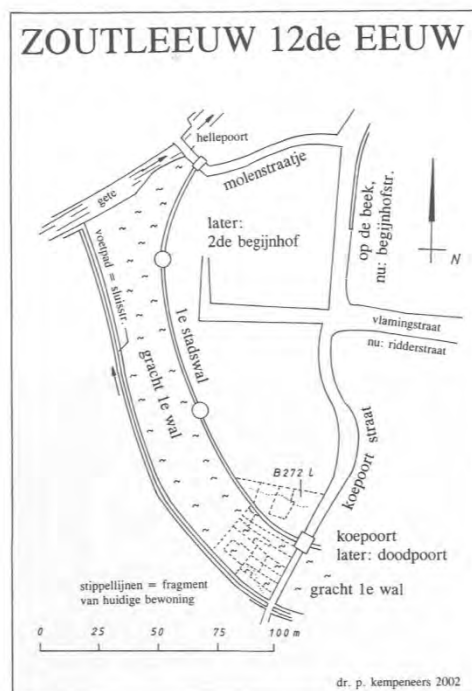 ZOUTLEEUW 12de EEUW
hellepoort
molenstraatje
gete
later:
2de begijnhof
op de beek,
nu: begijnhofstr.
N
voetpad = sluisstr.
1e stadswal
gracht 1e wal
vlamingstraat
nu: ridderstraat
koepoort straat
B272 L
koepoort
later: doodpoort
gracht 1e wal
stippellijnen = fragment
van huidige bewoning
0 25 50 75 100 m
dr. p. kempeneers 2002